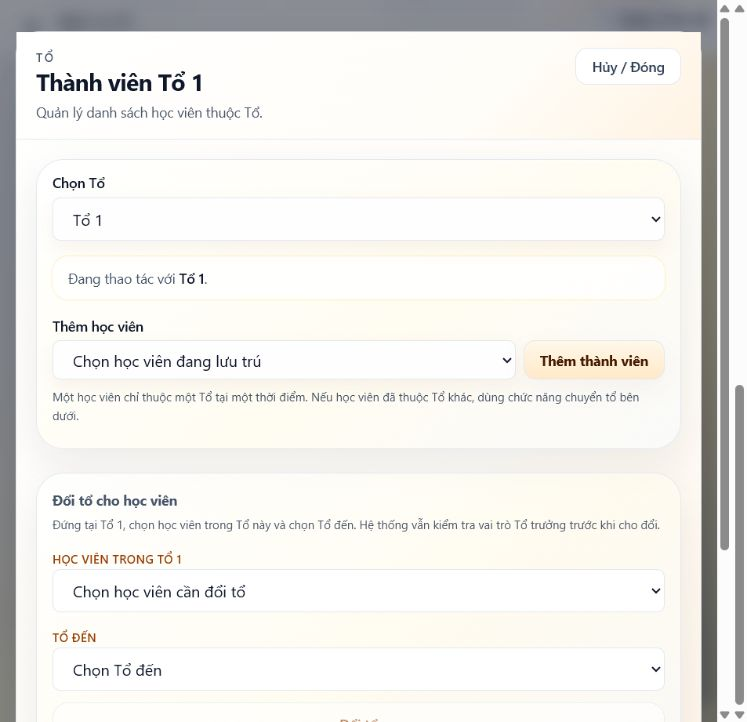 TỔ
Thành viên Tổ 1
Hủy / Đóng
Quản lý danh sách học viên thuộc Tổ.
Chọn Tổ
Tổ 1
Đang thao tác với Tổ 1.
Thêm học viên
Chọn học viên đang lưu trú
Thêm thành viên
Một học viên chỉ thuộc một Tổ tại một thời điểm. Nếu học viên đã thuộc Tổ khác, dùng chức năng chuyển tổ bên
dưới.
Đổi tổ cho học viên
Đứng tại Tổ 1, chọn học viên trong Tổ này và chọn Tổ đến. Hệ thống vẫn kiểm tra vai trò Tổ trưởng trước khi cho đổi.
HỌC VIÊN TRONG TỔ 1
Chọn học viên cần đổi tổ
TỔ ĐẾN
Chọn Tổ đến